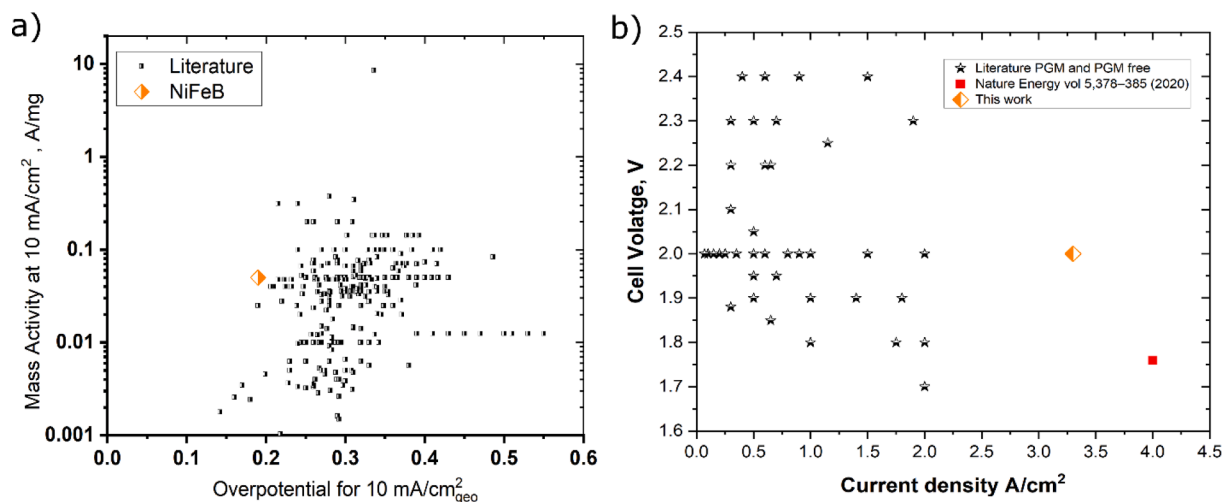 a)
Mass Activity at 10 mA/cm², A/mg
10
1
0.1
0.01
0.001
Literature
NiFeB
0.0 0.1 0.2 0.3 0.4 0.5 0.6
Overpotential for 10 mA/cm²geo
b)
Cell Volatge, V
2.5
2.4
2.3
2.2
2.1
2.0
1.9
1.8
1.7
1.6
Literature PGM and PGM free
Nature Energy vol 5,378–385 (2020)
This work
0.0 0.5 1.0 1.5 2.0 2.5 3.0 3.5 4.0 4.5
Current density A/cm²